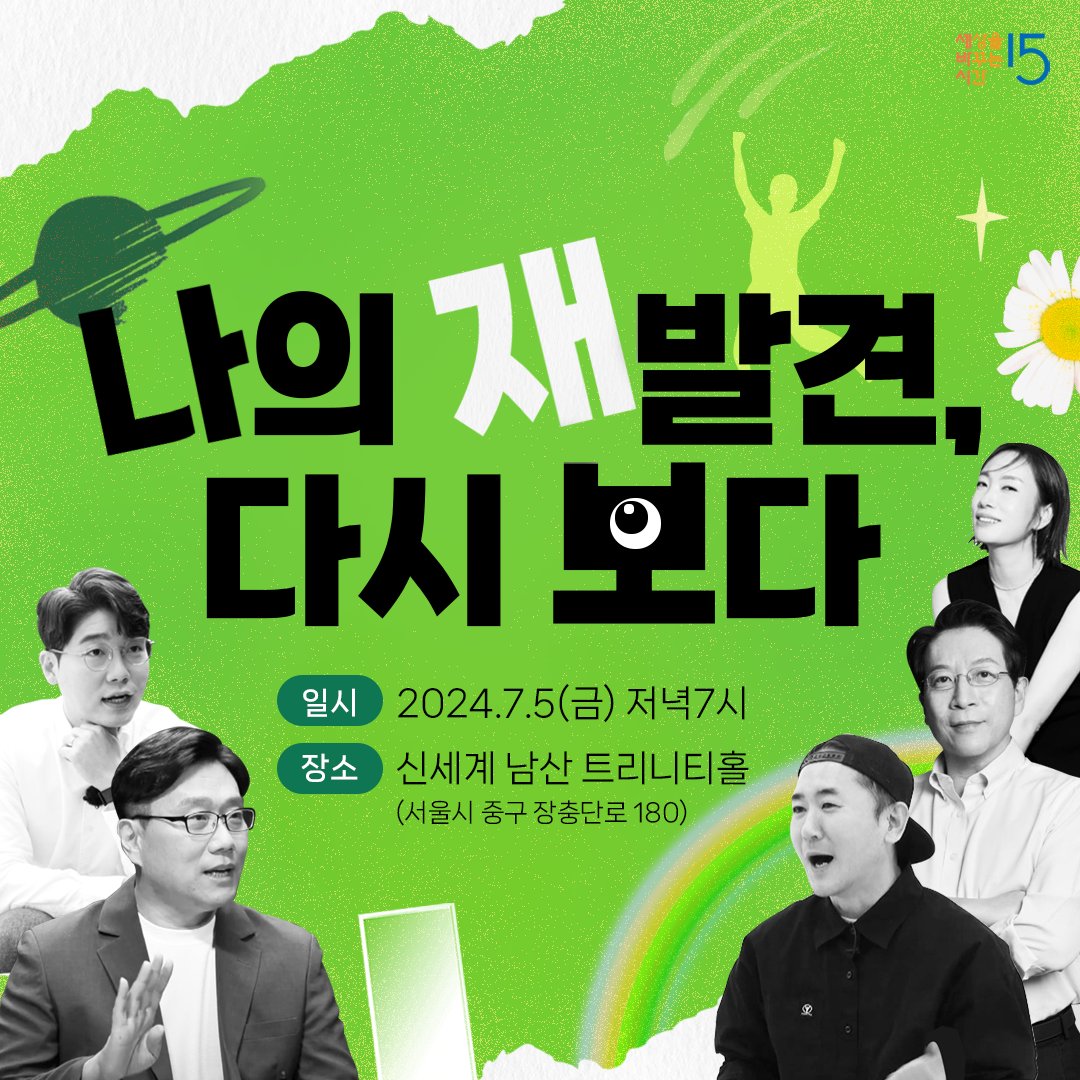 세상을
바꾸는
시간 15
나의 재발견,
다시 보다
일시 2024.7.5(금) 저녁7시
장소 신세계 남산 트리니티홀
(서울시 중구 장충단로 180)